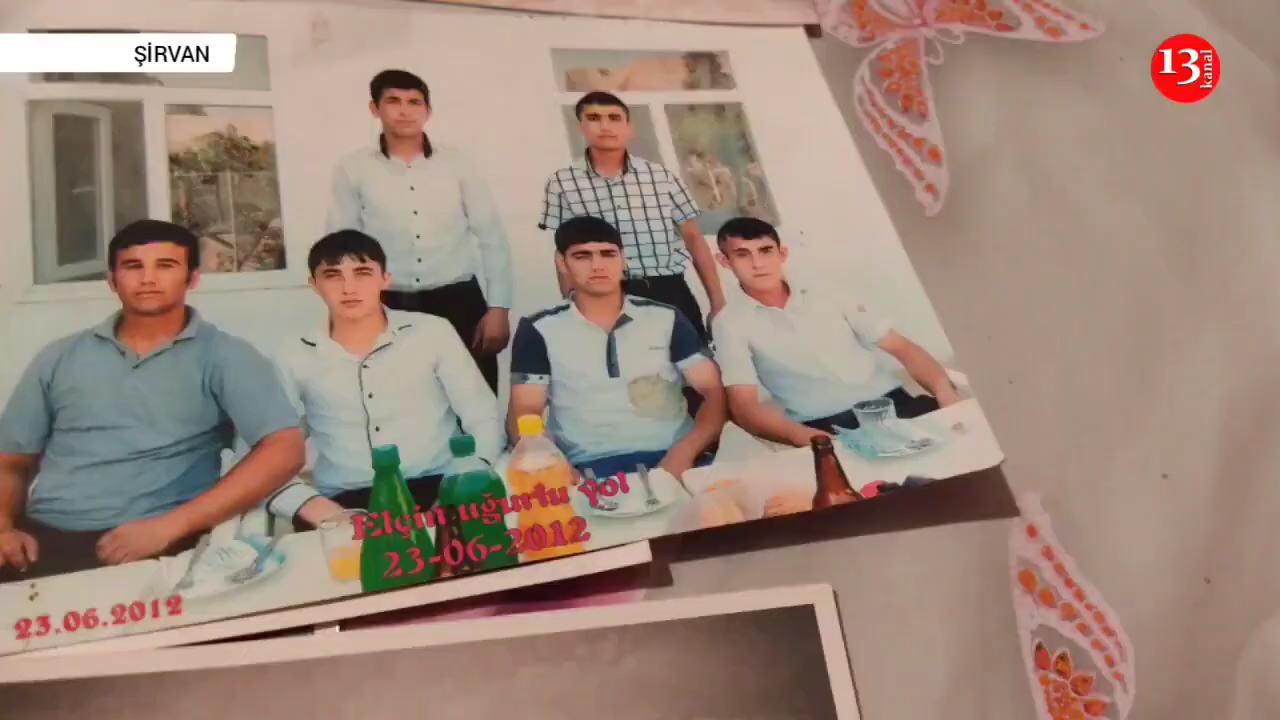 ŞİRVAN
13
kanal
Elçin uğurlu yol
23-06-2012
23.06.2012